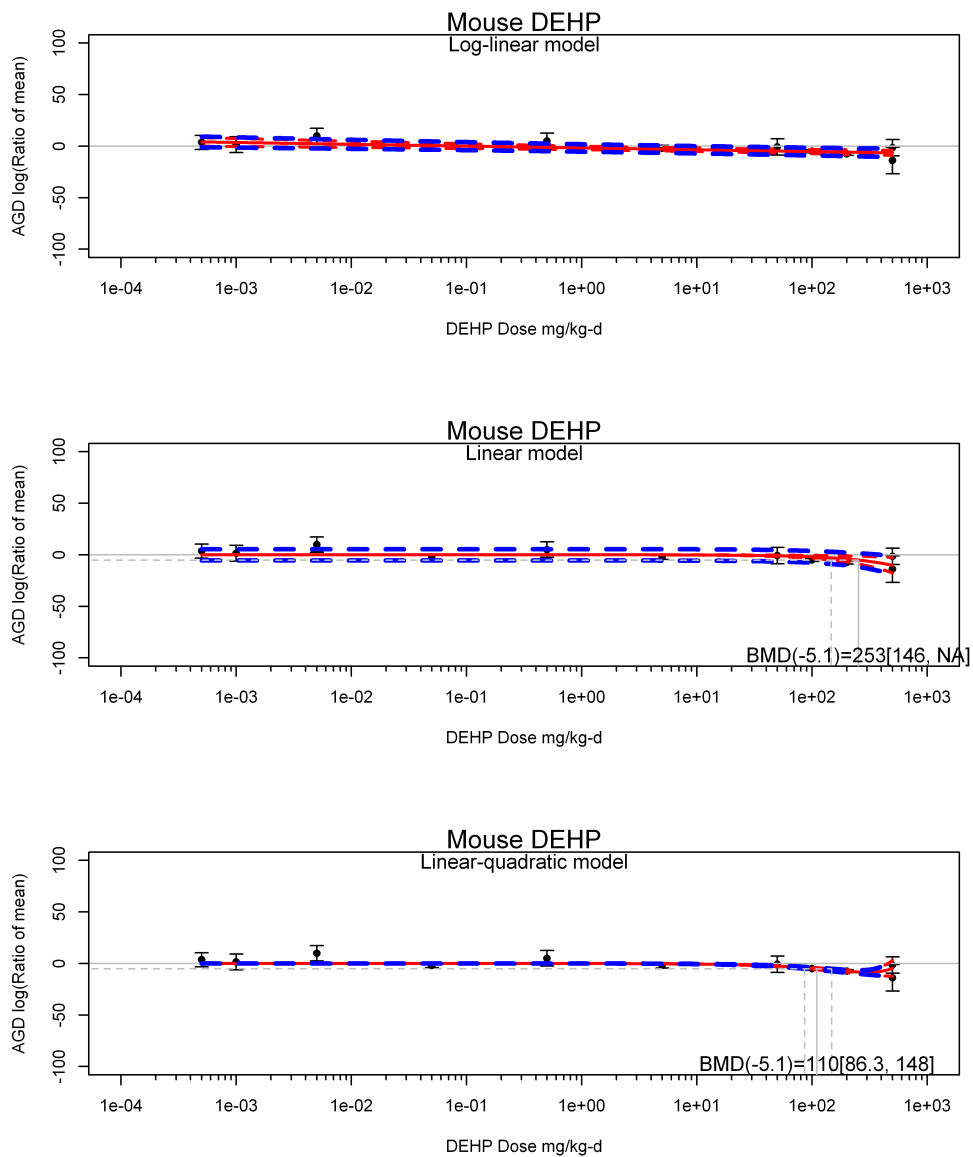 Mouse DEHP
Log-linear model
AGD log(Ratio of mean)
100
50
0
-50
-100
1e-04 1e-03 1e-02 1e-01 1e+00 1e+01 1e+02 1e+03
DEHP Dose mg/kg-d
Mouse DEHP
Linear model
AGD log(Ratio of mean)
100
50
0
-50
-100
BMD(-5.1)=253[146, NA]
1e-04 1e-03 1e-02 1e-01 1e+00 1e+01 1e+02 1e+03
DEHP Dose mg/kg-d
Mouse DEHP
Linear-quadratic model
AGD log(Ratio of mean)
100
50
0
-50
-100
BMD(-5.1)=110[86.3, 148]
1e-04 1e-03 1e-02 1e-01 1e+00 1e+01 1e+02 1e+03
DEHP Dose mg/kg-d